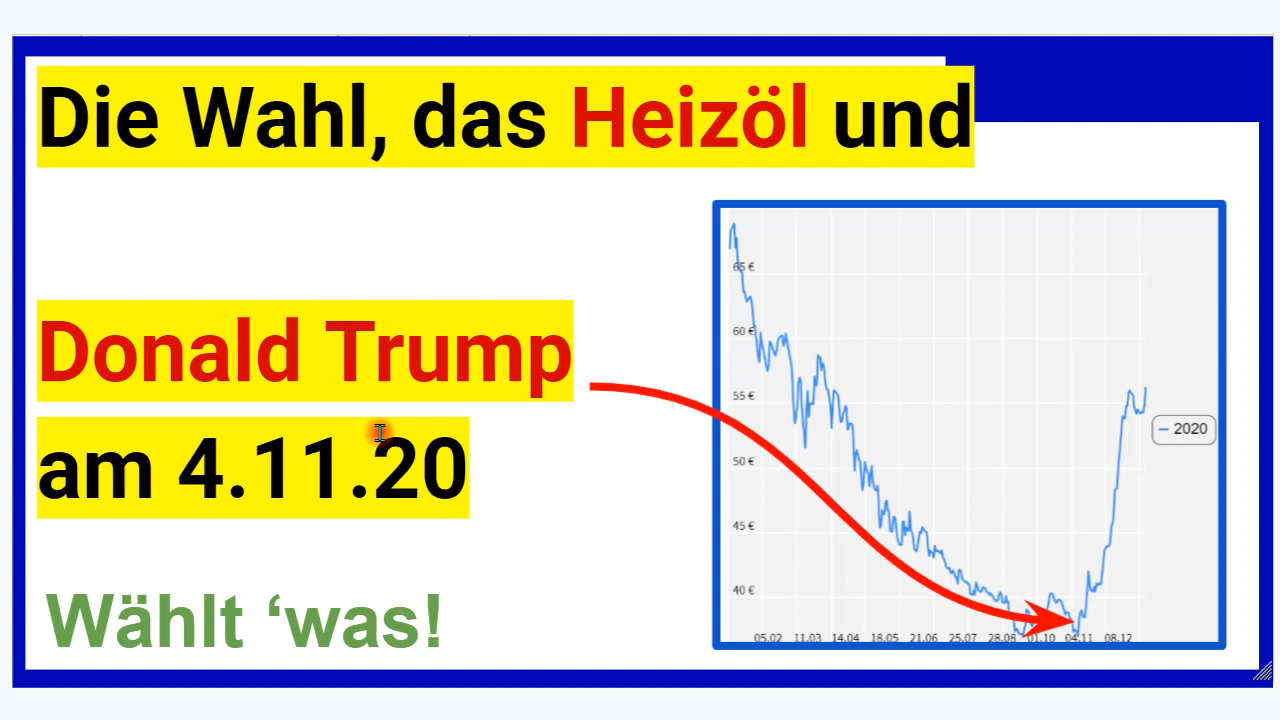 Die Wahl, das Heizöl und
Donald Trump
am 4.11.20
Wählt ‘was!
65 €
60 €
55 €
50 €
45 €
40 €
05.02 11.03 14.04 18.05 21.06 25.07 28.08 01.10 04.11 08.12
2020